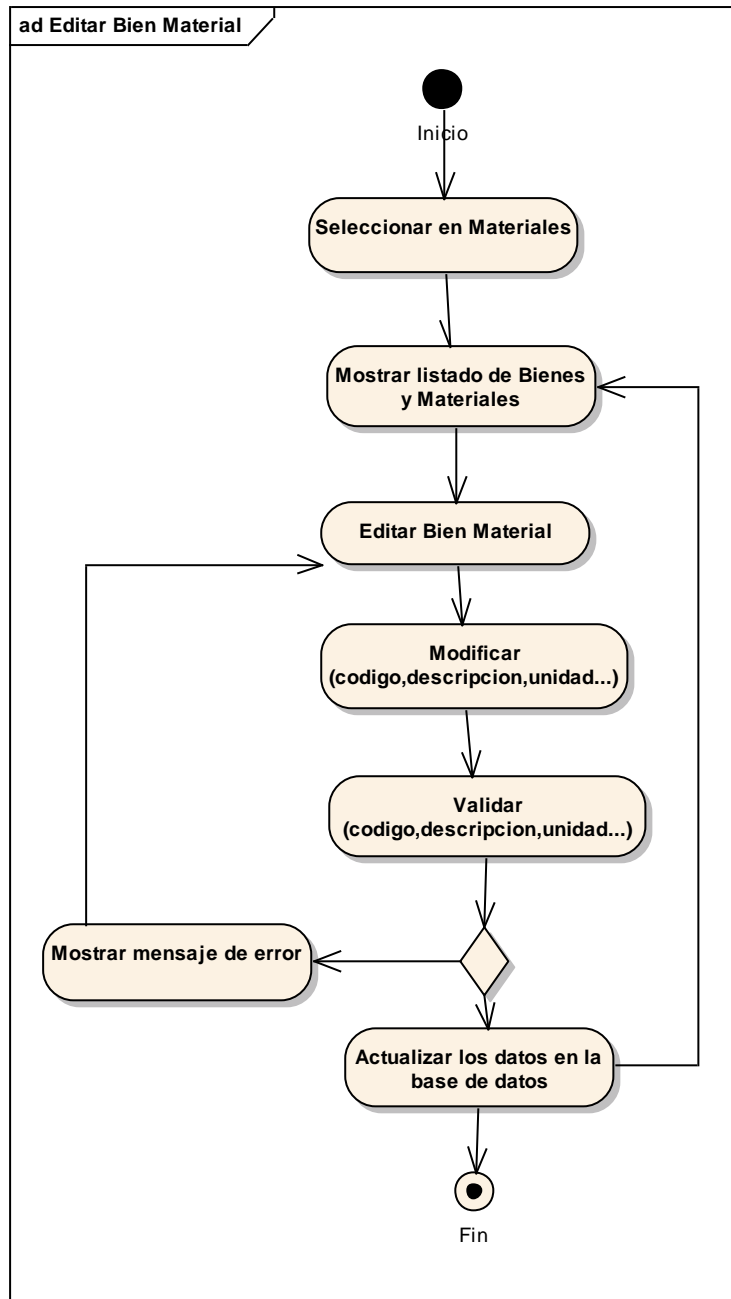 ad Editar Bien Material
Inicio
Seleccionar en Materiales
Mostrar listado de Bienes
y Materiales
Editar Bien Material
Modificar
(codigo,descripcion,unidad...)
Validar
(codigo,descripcion,unidad...)
Mostrar mensaje de error
Actualizar los datos en la
base de datos
Fin